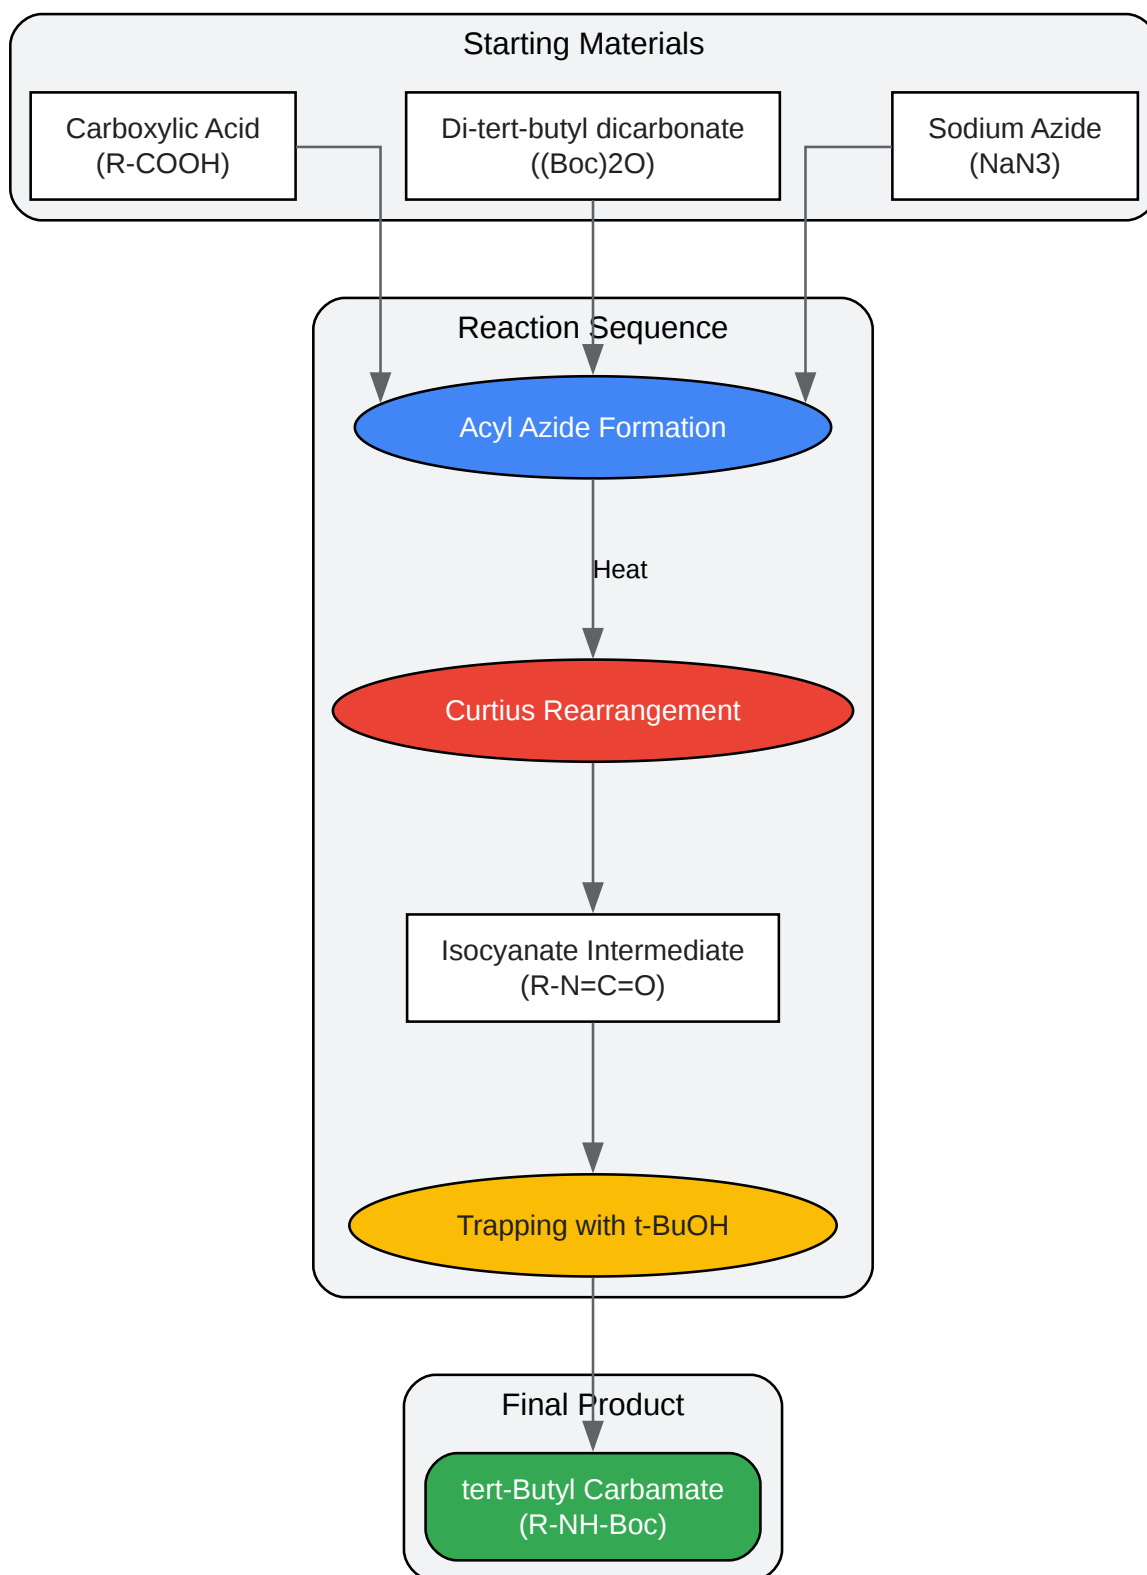 Starting Materials
Carboxylic Acid
(R-COOH)
Di-tert-butyl dicarbonate
((Boc)2O)
Sodium Azide
(NaN3)
Reaction Sequence
Acyl Azide Formation
Heat
Curtius Rearrangement
Isocyanate Intermediate
(R-N=C=O)
Trapping with t-BuOH
Final Product
tert-Butyl Carbamate
(R-NH-Boc)